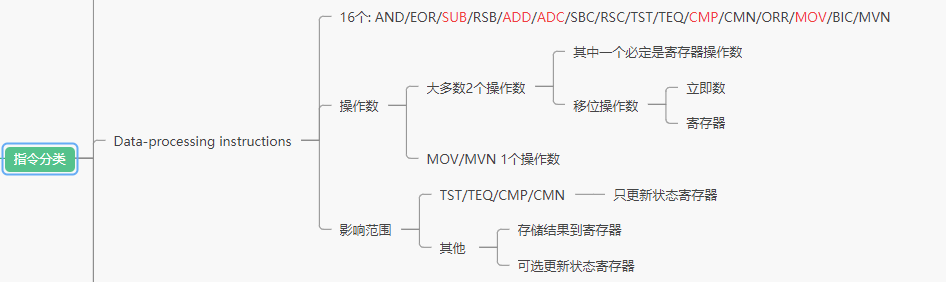 16个: AND/EOR/SUB/RSB/ADD/ADC/SBC/RSC/TST/TEQ/CMP/CMN/ORR/MOV/BIC/MVN
其中一个必定是寄存器操作数
大多数2个操作数
立即数
操作数
移位操作数
寄存器
Data-processing instructions
指令分类
MOV/MVN 1个操作数
TST/TEQ/CMP/CMN
只更新状态寄存器
影响范围
存储结果到寄存器
其他
可选更新状态寄存器